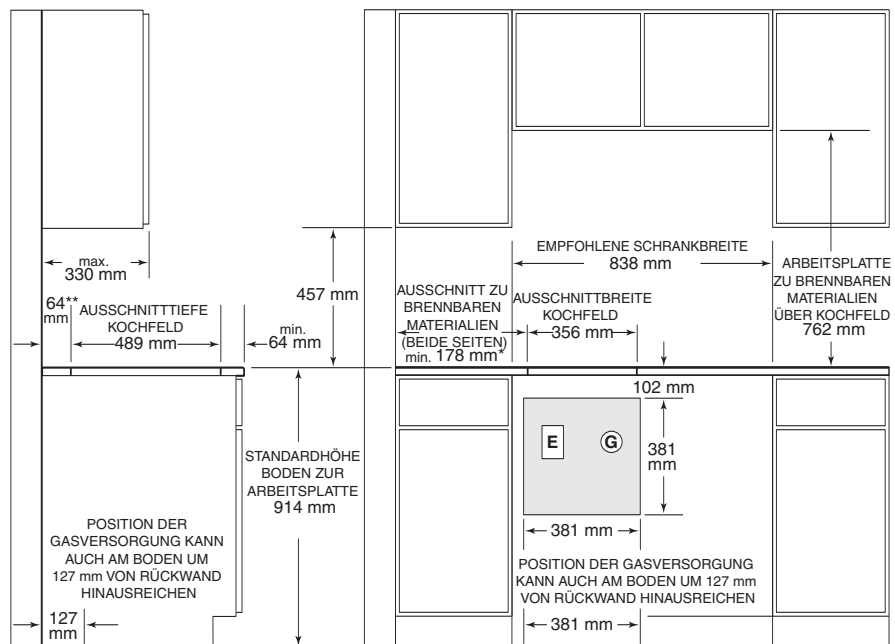 max.
330 mm
64**
mm
AUSSCHNITTTIEFE
KOCHFELD
489 mm
min.
64 mm
457 mm
STANDARDHÖHE
BODEN ZUR
ARBEITSPLATTE
914 mm
POSITION DER
GASVERSORGUNG KANN
AUCH AM BODEN UM
127 mm VON RÜCKWAND
HINAUSREICHEN
127
mm
EMPFOHLENE SCHRANKBREITE
838 mm
AUSSCHNITT ZU
BRENNBAREN
MATERIALIEN
(BEIDE SEITEN)
min. 178 mm*
AUSSCHNITTBREITE
KOCHFELD
356 mm
ARBEITSPLATTE
ZU BRENNBAREN
MATERIALIEN
ÜBER KOCHFELD
762 mm
102 mm
E
G
381
mm
381 mm
POSITION DER GASVERSORGUNG
KANN AUCH AM BODEN UM 127 mm
VON RÜCKWAND HINAUSREICHEN
381 mm